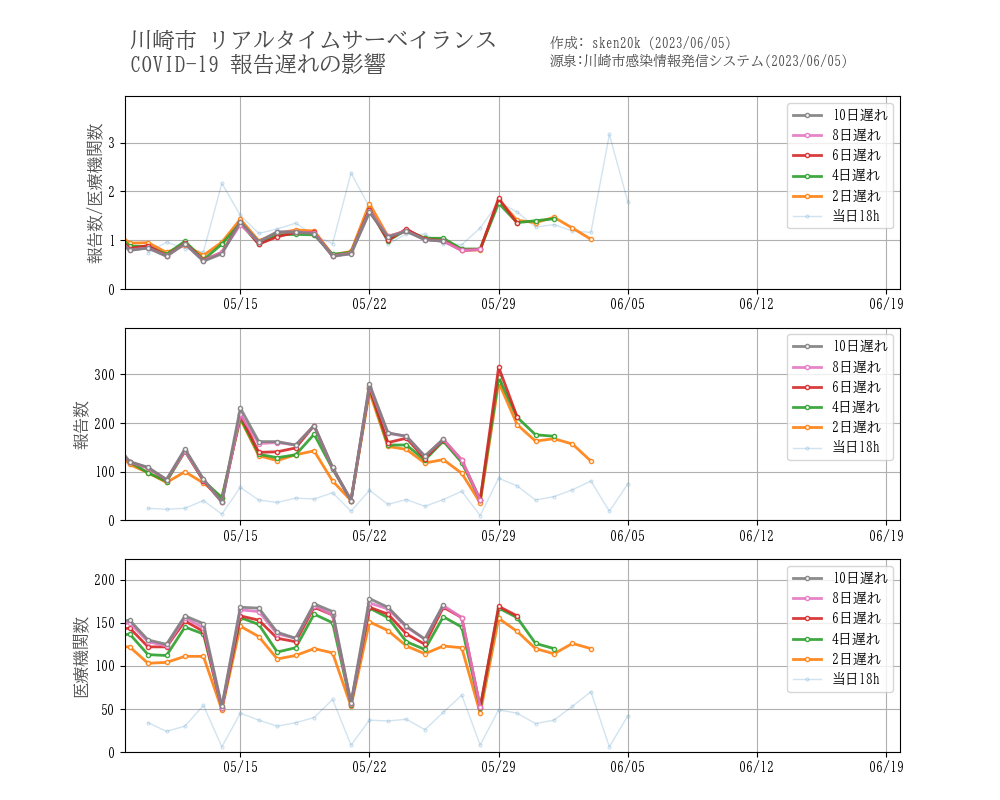 川崎市 リアルタイムサーベイランス
COVID-19 報告遅れの影響
作成: sken20k (2023/06/05)
源泉:川崎市感染情報発信システム(2023/06/05)
報告数/医療機関数
3
2
1
0
10日遅れ
8日遅れ
6日遅れ
4日遅れ
2日遅れ
当日18h
05/15 05/22 05/29 06/05 06/12 06/19
報告数
300
200
100
0
10日遅れ
8日遅れ
6日遅れ
4日遅れ
2日遅れ
当日18h
05/15 05/22 05/29 06/05 06/12 06/19
医療機関数
200
150
100
50
0
10日遅れ
8日遅れ
6日遅れ
4日遅れ
2日遅れ
当日18h
05/15 05/22 05/29 06/05 06/12 06/19